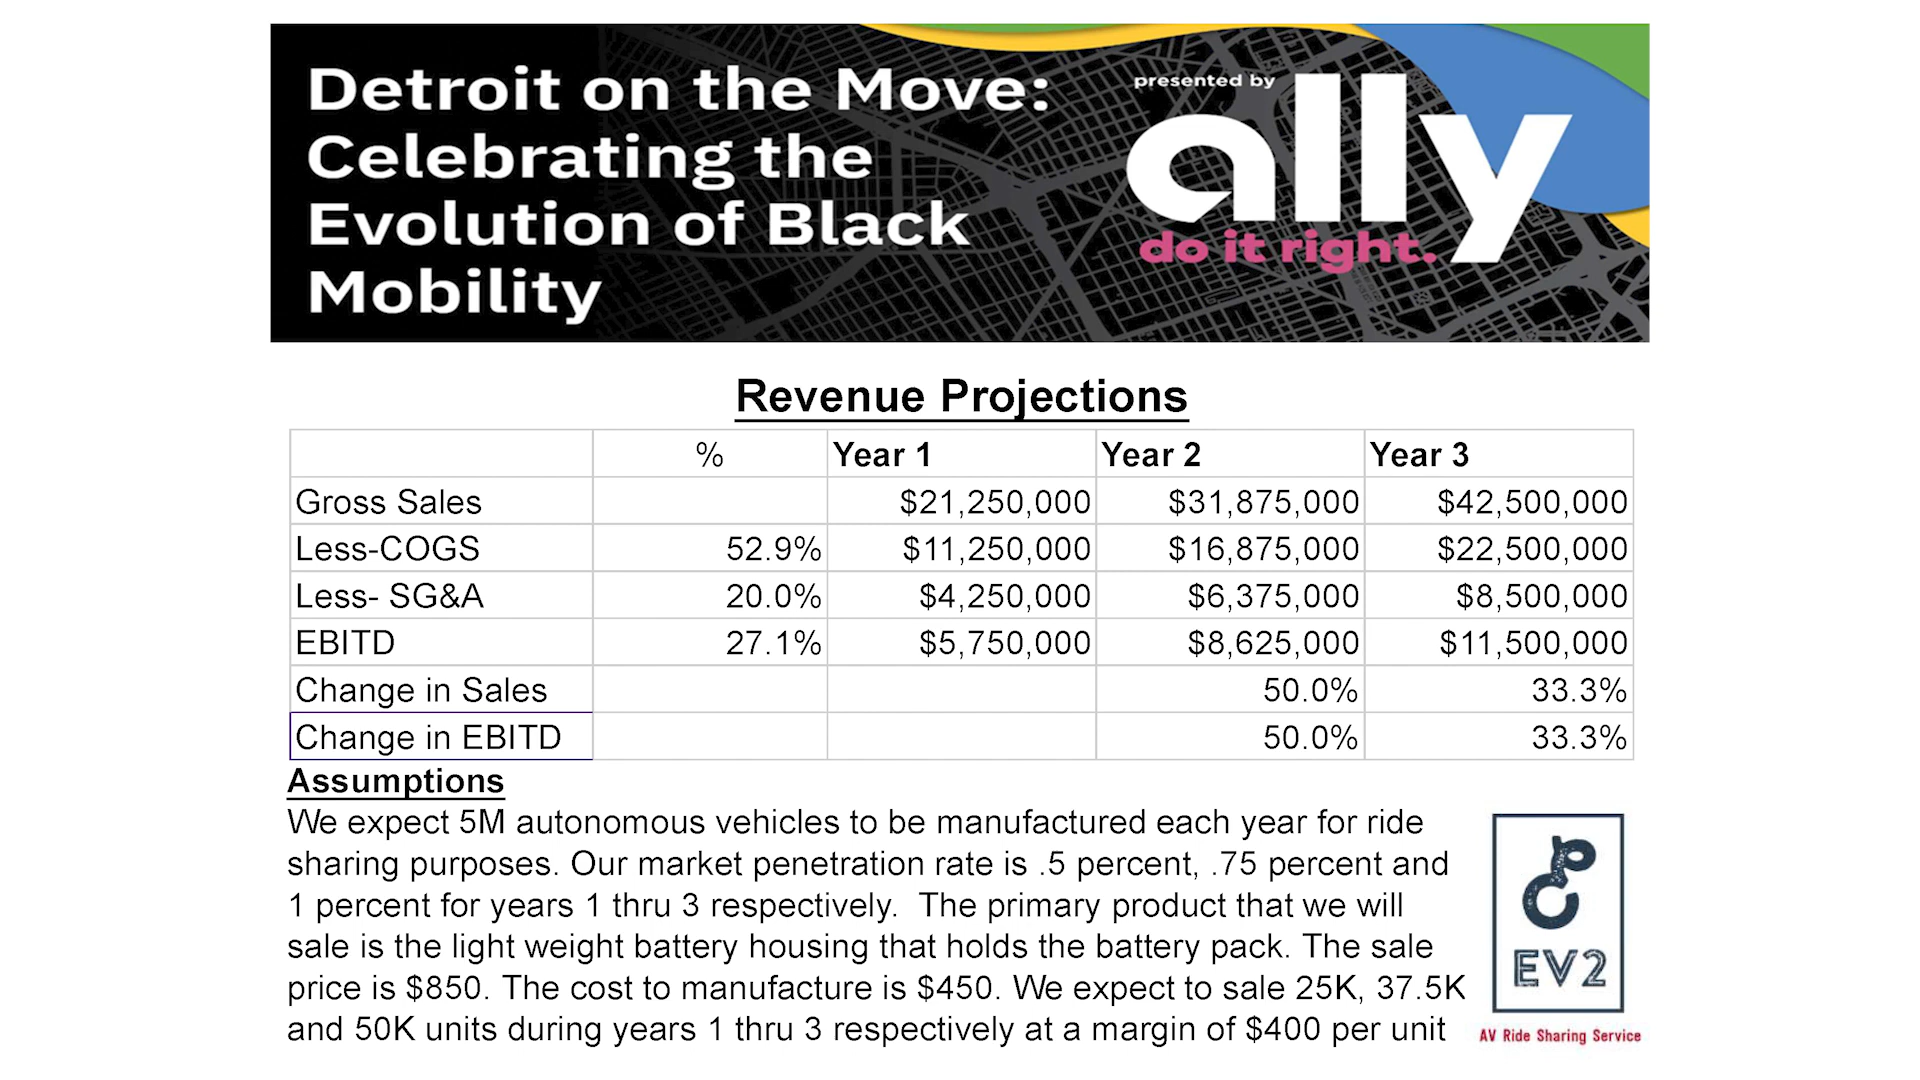 Detroit on the Move:
Celebrating the
Evolution of Black
Mobility
presented by
ally
do it right.
Revenue Projections
% Year 1 Year 2 Year 3
Gross Sales $21,250,000 $31,875,000 $42,500,000
Less-COGS 52.9% $11,250,000 $16,875,000 $22,500,000
Less- SG&A 20.0% $4,250,000 $6,375,000 $8,500,000
EBITD 27.1% $5,750,000 $8,625,000 $11,500,000
Change in Sales 50.0% 33.3%
Change in EBITD 50.0% 33.3%
Assumptions
We expect 5M autonomous vehicles to be manufactured each year for ride
sharing purposes. Our market penetration rate is .5 percent, .75 percent and
1 percent for years 1 thru 3 respectively. The primary product that we will
sale is the light weight battery housing that holds the battery pack. The sale
price is $850. The cost to manufacture is $450. We expect to sale 25K, 37.5K
and 50K units during years 1 thru 3 respectively at a margin of $400 per unit
EV2
AV Ride Sharing Service